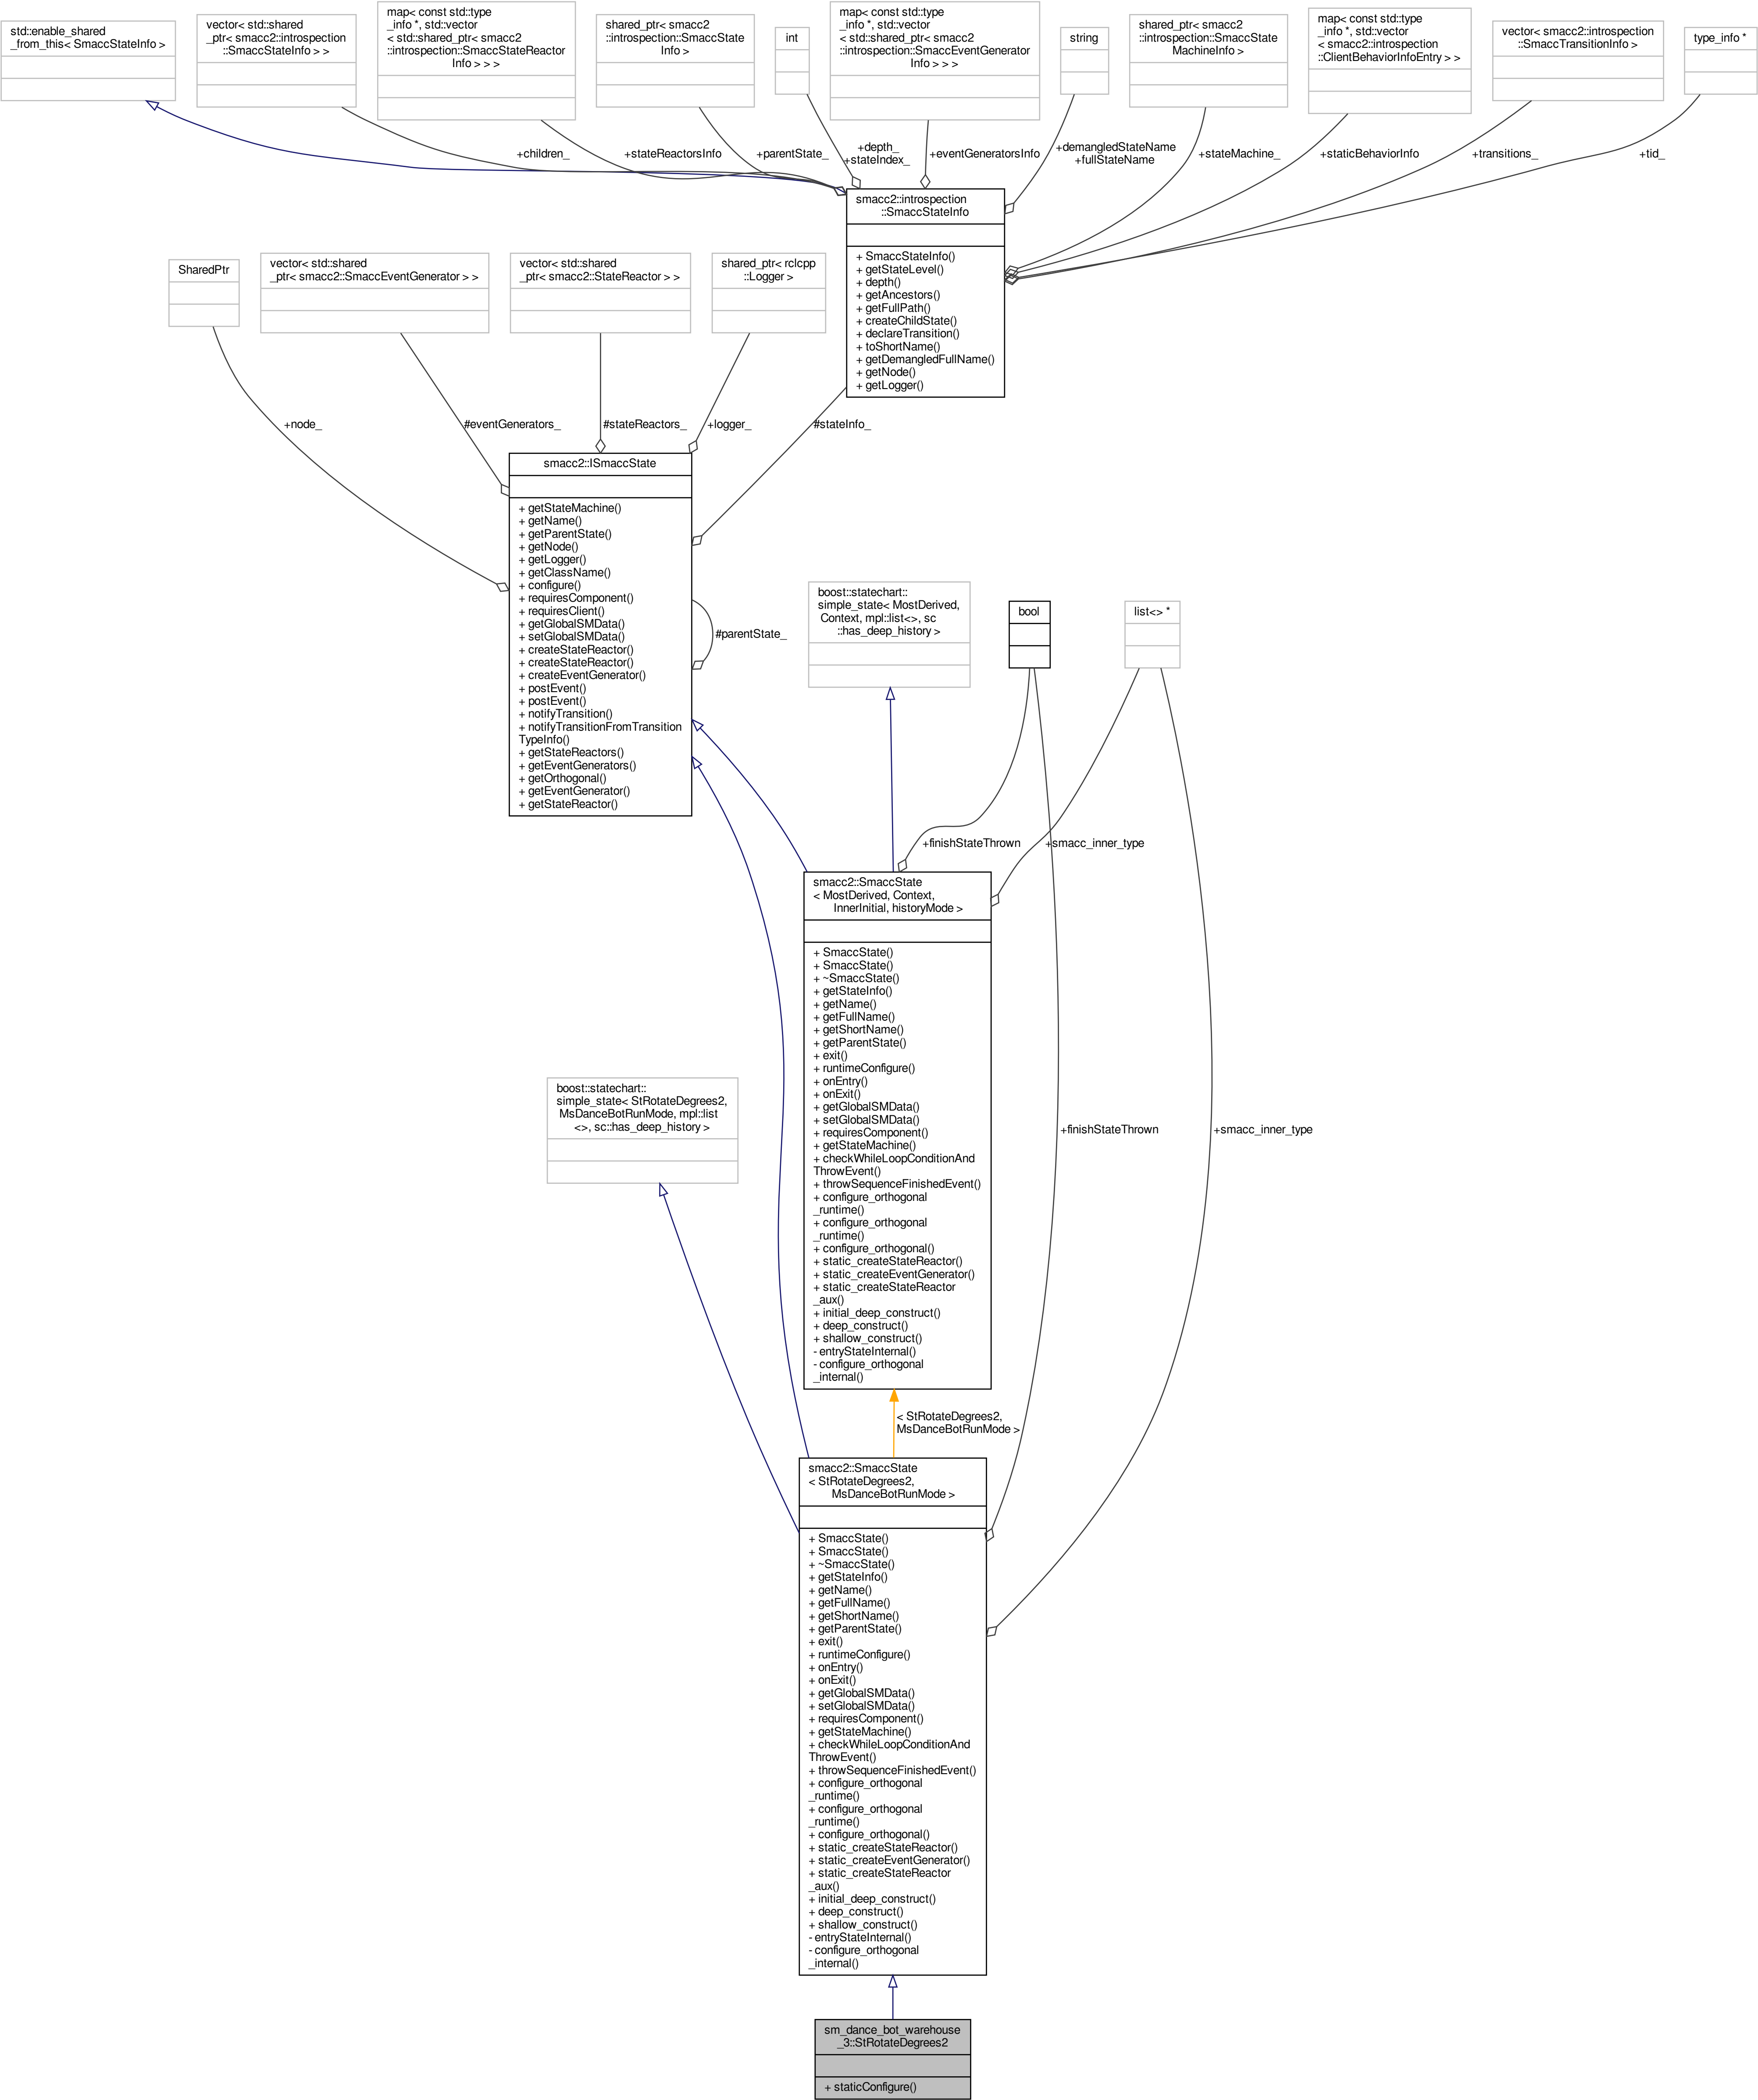 std::enable_shared
_from_this< SmaccStateInfo >
vector< std::shared
_ptr< smacc2::introspection
::SmaccStateInfo > >
map< const std::type
_info *, std::vector
< std::shared_ptr< smacc2
::introspection::SmaccStateReactor
Info > > >
shared_ptr< smacc2
::introspection::SmaccState
Info >
int
map< const std::type
_info *, std::vector
< std::shared_ptr< smacc2
::introspection::SmaccEventGenerator
Info > > >
string
shared_ptr< smacc2
::introspection::SmaccState
MachineInfo >
map< const std::type
_info *, std::vector
< smacc2::introspection
::ClientBehaviorInfoEntry > >
vector< smacc2::introspection
::SmaccTransitionInfo >
type_info *
+children_
+stateReactorsInfo
+parentState_
+depth_
+stateIndex_
+eventGeneratorsInfo
+demangledStateName
+fullStateName
+stateMachine_
+staticBehaviorInfo
+transitions_
+tid_
smacc2::introspection
::SmaccStateInfo
+ SmaccStateInfo()
+ getStateLevel()
+ depth()
+ getAncestors()
+ getFullPath()
+ createChildState()
+ declareTransition()
+ toShortName()
+ getDemangledFullName()
+ getNode()
+ getLogger()
SharedPtr
vector< std::shared
_ptr< smacc2::SmaccEventGenerator > >
vector< std::shared
_ptr< smacc2::StateReactor > >
shared_ptr< rclcpp
::Logger >
+node_
#eventGenerators_
#stateReactors_
+logger_
#stateInfo_
smacc2::ISmaccState
+ getStateMachine()
+ getName()
+ getParentState()
+ getNode()
+ getLogger()
+ getClassName()
+ configure()
+ requiresComponent()
+ requiresClient()
+ getGlobalSMData()
+ setGlobalSMData()
+ createStateReactor()
+ createStateReactor()
+ createEventGenerator()
+ postEvent()
+ postEvent()
+ notifyTransition()
+ notifyTransitionFromTransition
TypeInfo()
+ getStateReactors()
+ getEventGenerators()
+ getOrthogonal()
+ getEventGenerator()
+ getStateReactor()
#parentState_
boost::statechart::
simple_state< MostDerived,
Context, mpl::list<>, sc
::has_deep_history >
bool
list<> *
+finishStateThrown
+smacc_inner_type
smacc2::SmaccState
< MostDerived, Context,
InnerInitial, historyMode >
+ SmaccState()
+ SmaccState()
+ ~SmaccState()
+ getStateInfo()
+ getName()
+ getFullName()
+ getShortName()
+ getParentState()
+ exit()
+ runtimeConfigure()
+ onEntry()
+ onExit()
+ getGlobalSMData()
+ setGlobalSMData()
+ requiresComponent()
+ getStateMachine()
+ checkWhileLoopConditionAnd
ThrowEvent()
+ throwSequenceFinishedEvent()
+ configure_orthogonal
_runtime()
+ configure_orthogonal
_runtime()
+ configure_orthogonal()
+ static_createStateReactor()
+ static_createEventGenerator()
+ static_createStateReactor
_aux()
+ initial_deep_construct()
+ deep_construct()
+ shallow_construct()
- entryStateInternal()
- configure_orthogonal
_internal()
boost::statechart::
simple_state< StRotateDegrees2,
MsDanceBotRunMode, mpl::list
<>, sc::has_deep_history >
+finishStateThrown
+smacc_inner_type
< StRotateDegrees2,
MsDanceBotRunMode >
smacc2::SmaccState
< StRotateDegrees2,
MsDanceBotRunMode >
+ SmaccState()
+ SmaccState()
+ ~SmaccState()
+ getStateInfo()
+ getName()
+ getFullName()
+ getShortName()
+ getParentState()
+ exit()
+ runtimeConfigure()
+ onEntry()
+ onExit()
+ getGlobalSMData()
+ setGlobalSMData()
+ requiresComponent()
+ getStateMachine()
+ checkWhileLoopConditionAnd
ThrowEvent()
+ throwSequenceFinishedEvent()
+ configure_orthogonal
_runtime()
+ configure_orthogonal
_runtime()
+ configure_orthogonal()
+ static_createStateReactor()
+ static_createEventGenerator()
+ static_createStateReactor
_aux()
+ initial_deep_construct()
+ deep_construct()
+ shallow_construct()
- entryStateInternal()
- configure_orthogonal
_internal()
sm_dance_bot_warehouse
_3::StRotateDegrees2
+ staticConfigure()